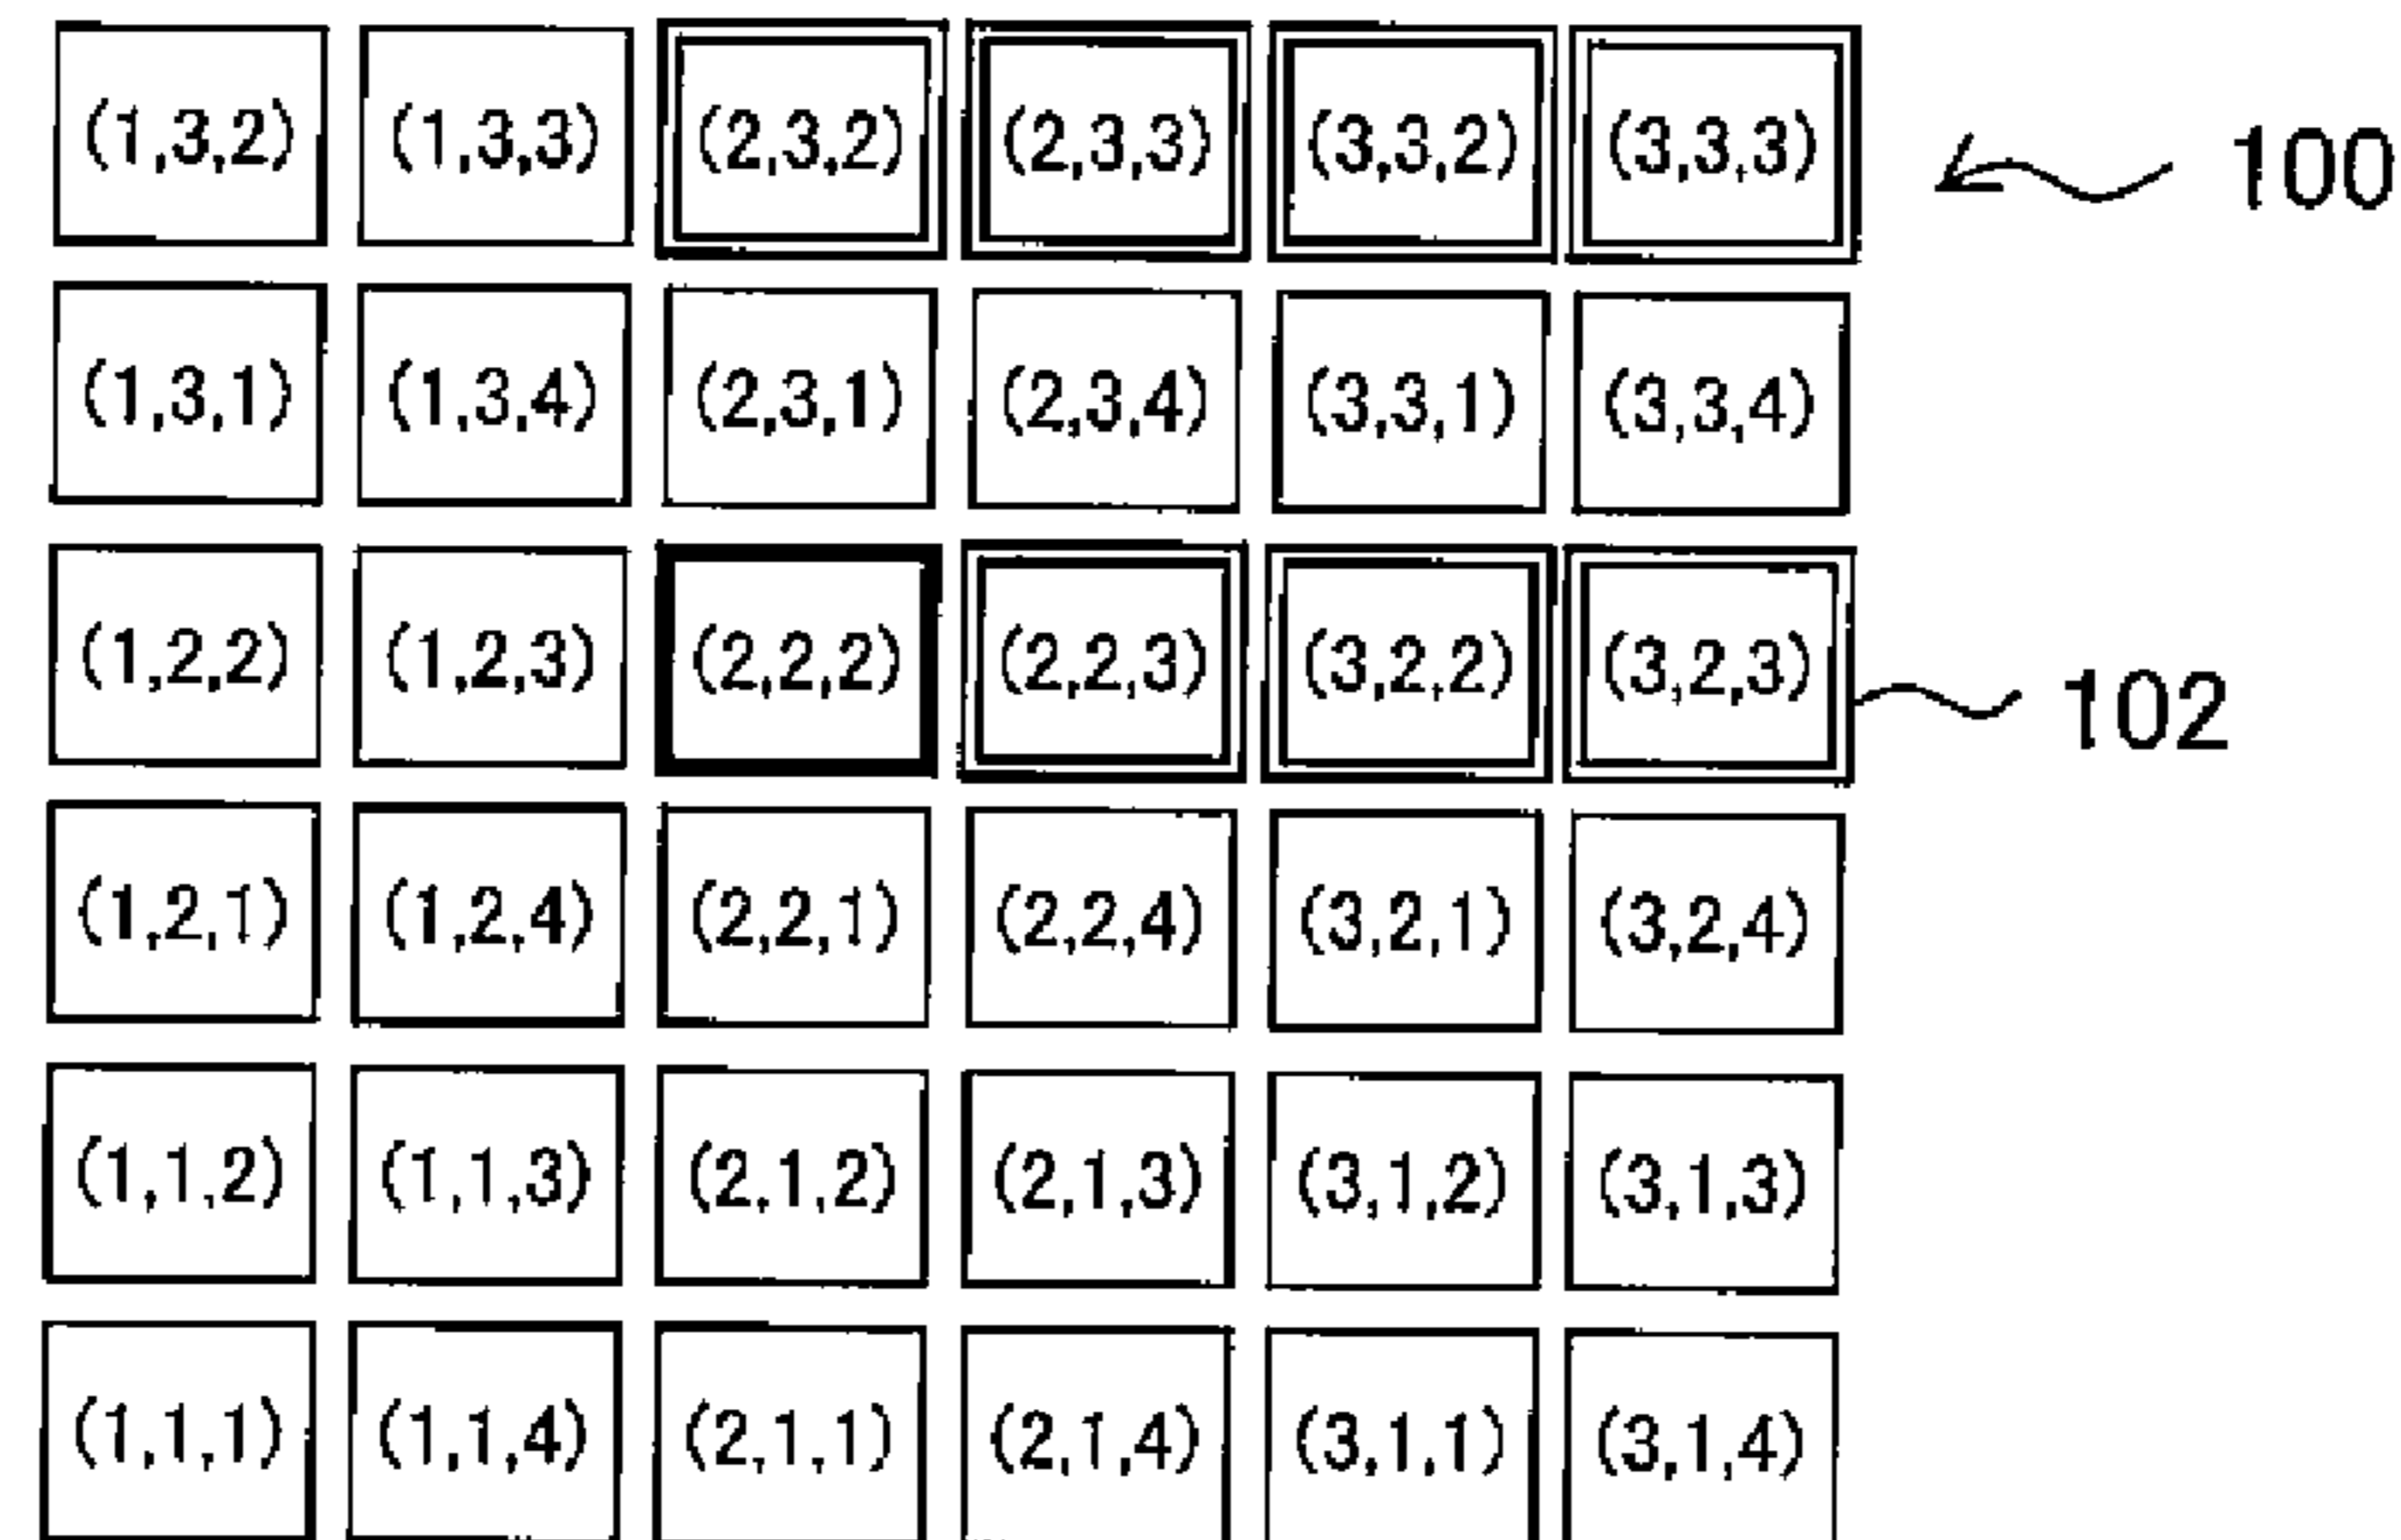 (1,3,2) (1,3,3) (2,3,2) (2,3,3) (3,3,2) (3,3,3) 100
(1,3,1) (1,3,4) (2,3,1) (2,3,4) (3,3,1) (3,3,4)
(1,2,2) (1,2,3) (2,2,2) (2,2,3) (3,2,2) (3,2,3) 102
(1,2,1) (1,2,4) (2,2,1) (2,2,4) (3,2,1) (3,2,4)
(1,1,2) (1,1,3) (2,1,2) (2,1,3) (3,1,2) (3,1,3)
(1,1,1) (1,1,4) (2,1,1) (2,1,4) (3,1,1) (3,1,4)